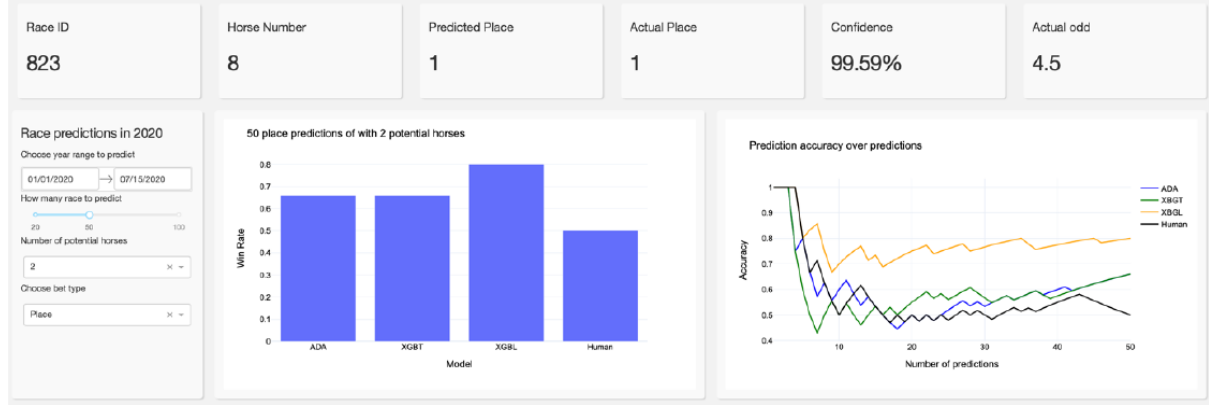 Race ID
823
Horse Number
8
Predicted Place
1
Actual Place
1
Confidence
99.59%
Actual odd
4.5
Race predictions in 2020
Choose year range to predict
01/01/2020 → 07/15/2020
How many race to predict
20 50 100
Number of potential horses
2
Choose bet type
Place
50 place predictions of with 2 potential horses
Win Rate
0.8
0.7
0.6
0.5
0.4
0.3
0.2
0.1
0
ADA XGBT XGBL Human
Model
Prediction accuracy over predictions
Accuracy
1
0.9
0.8
0.7
0.6
0.5
0.4
10 20 30 40 50
Number of predictions
ADA
XBGT
XBGL
Human